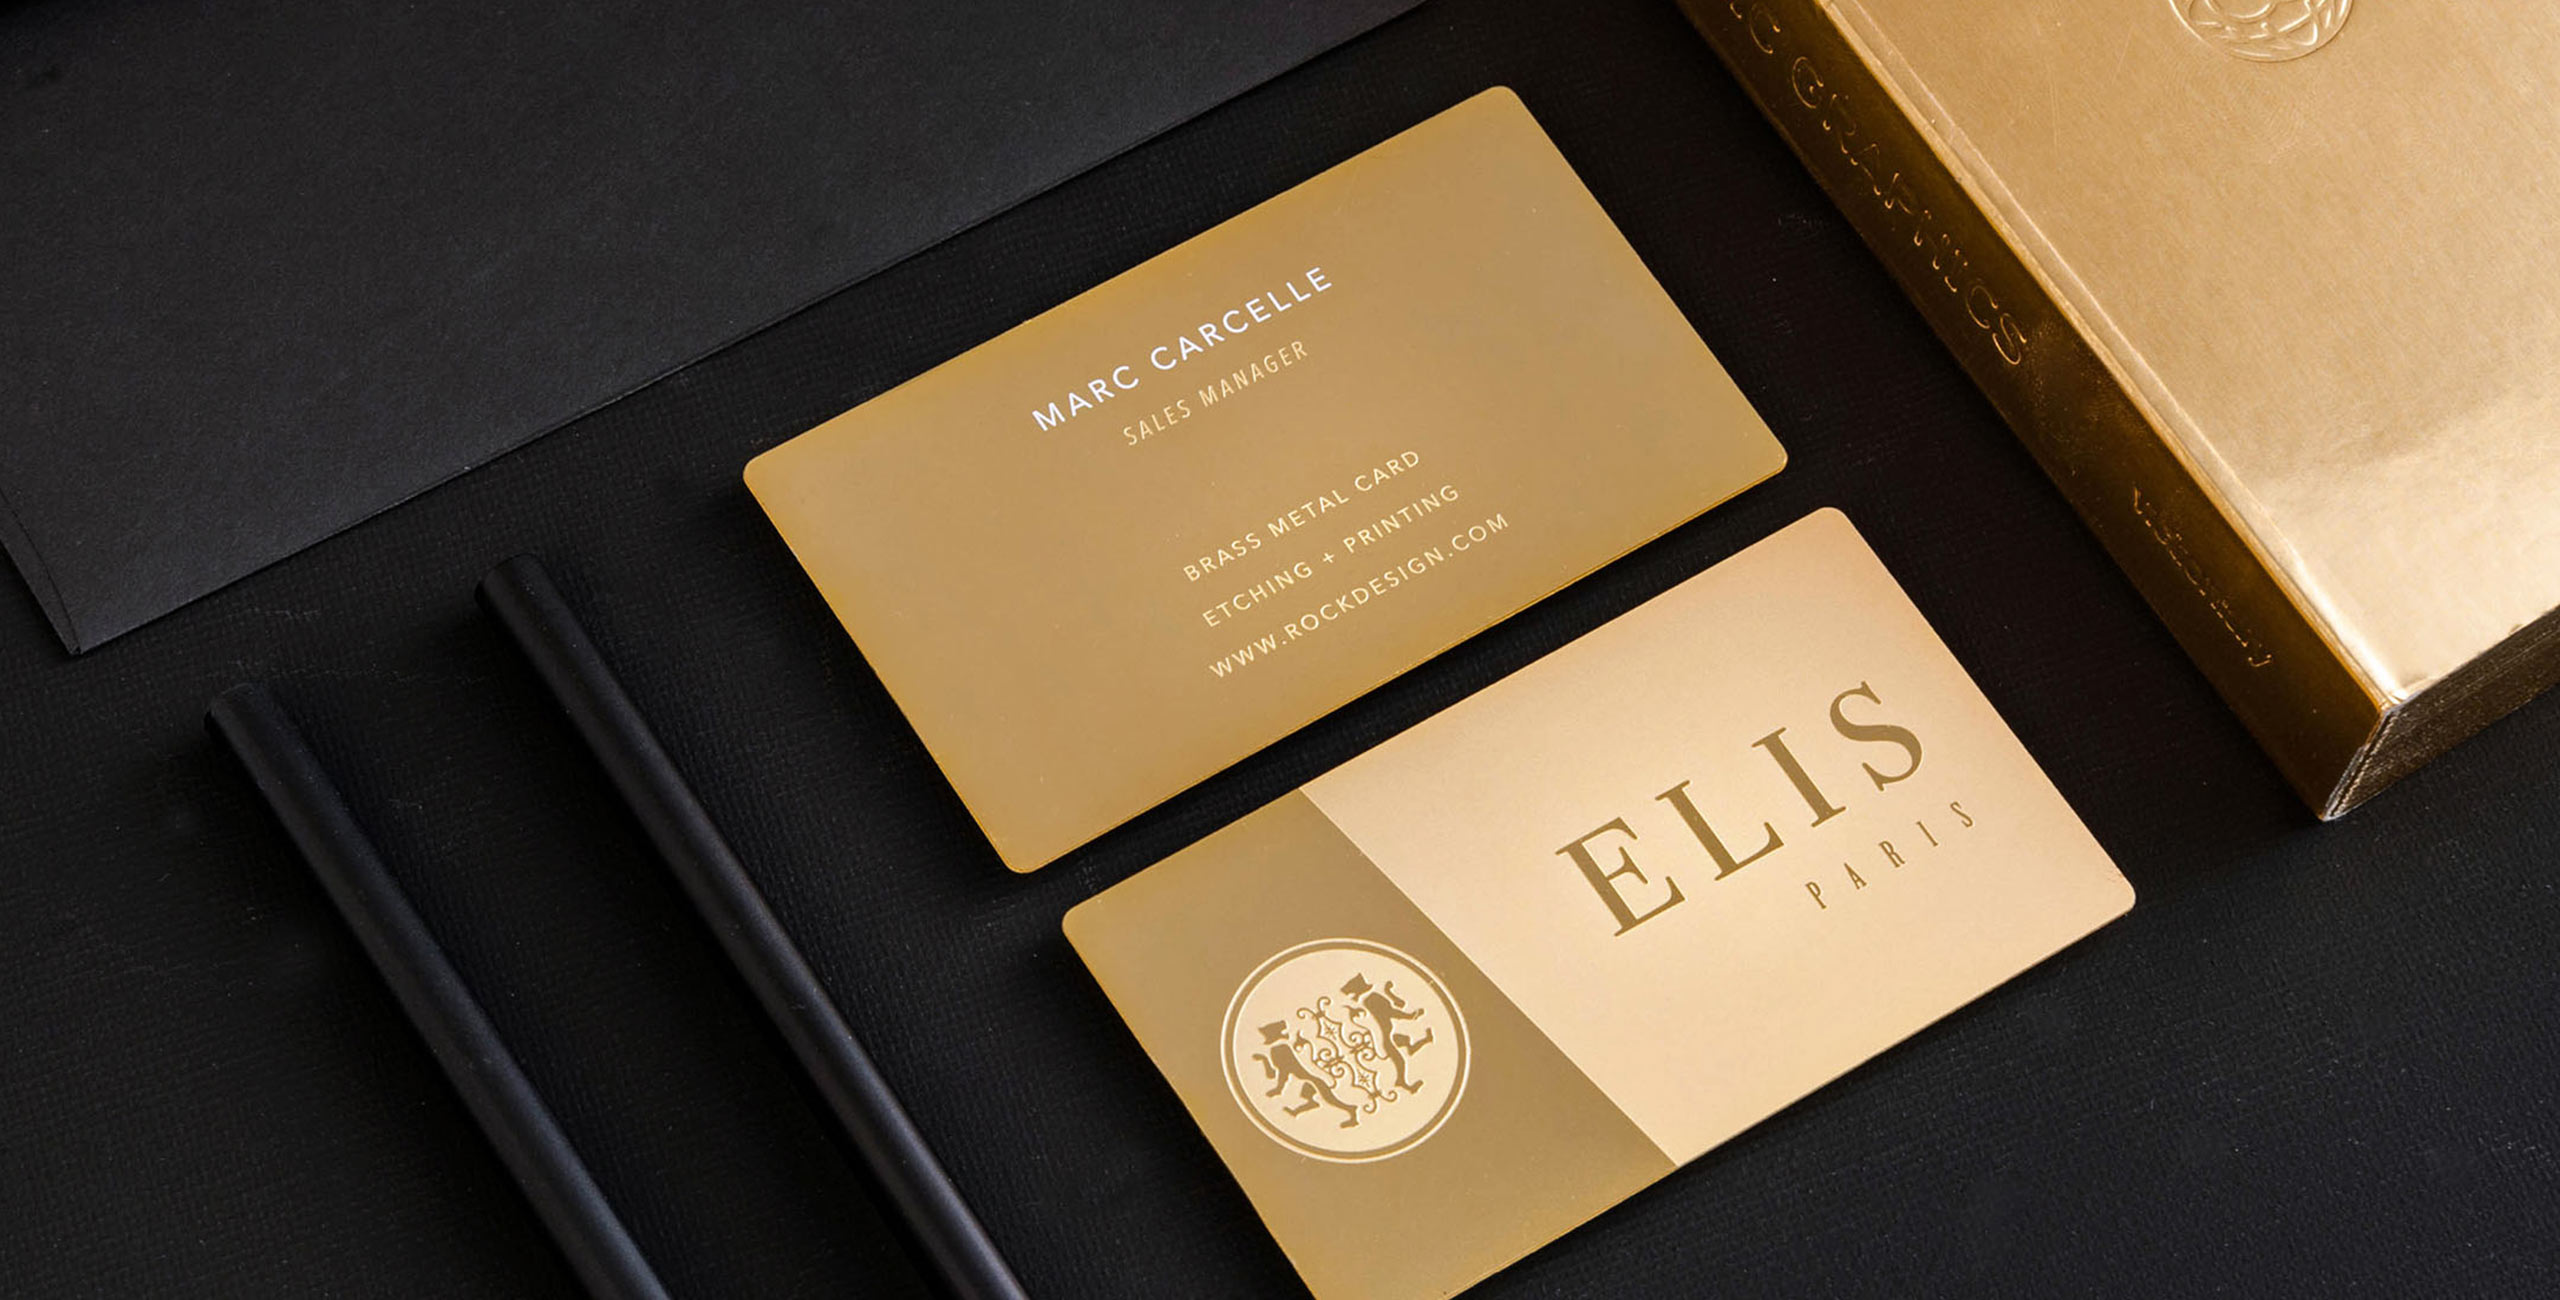 MARC CARCELLE
SALES MANAGER
BRASS METAL CARD
ETCHING + PRINTING
WWW.ROCKDESIGN.COM
ELIS
PARIS
GRAPHICS